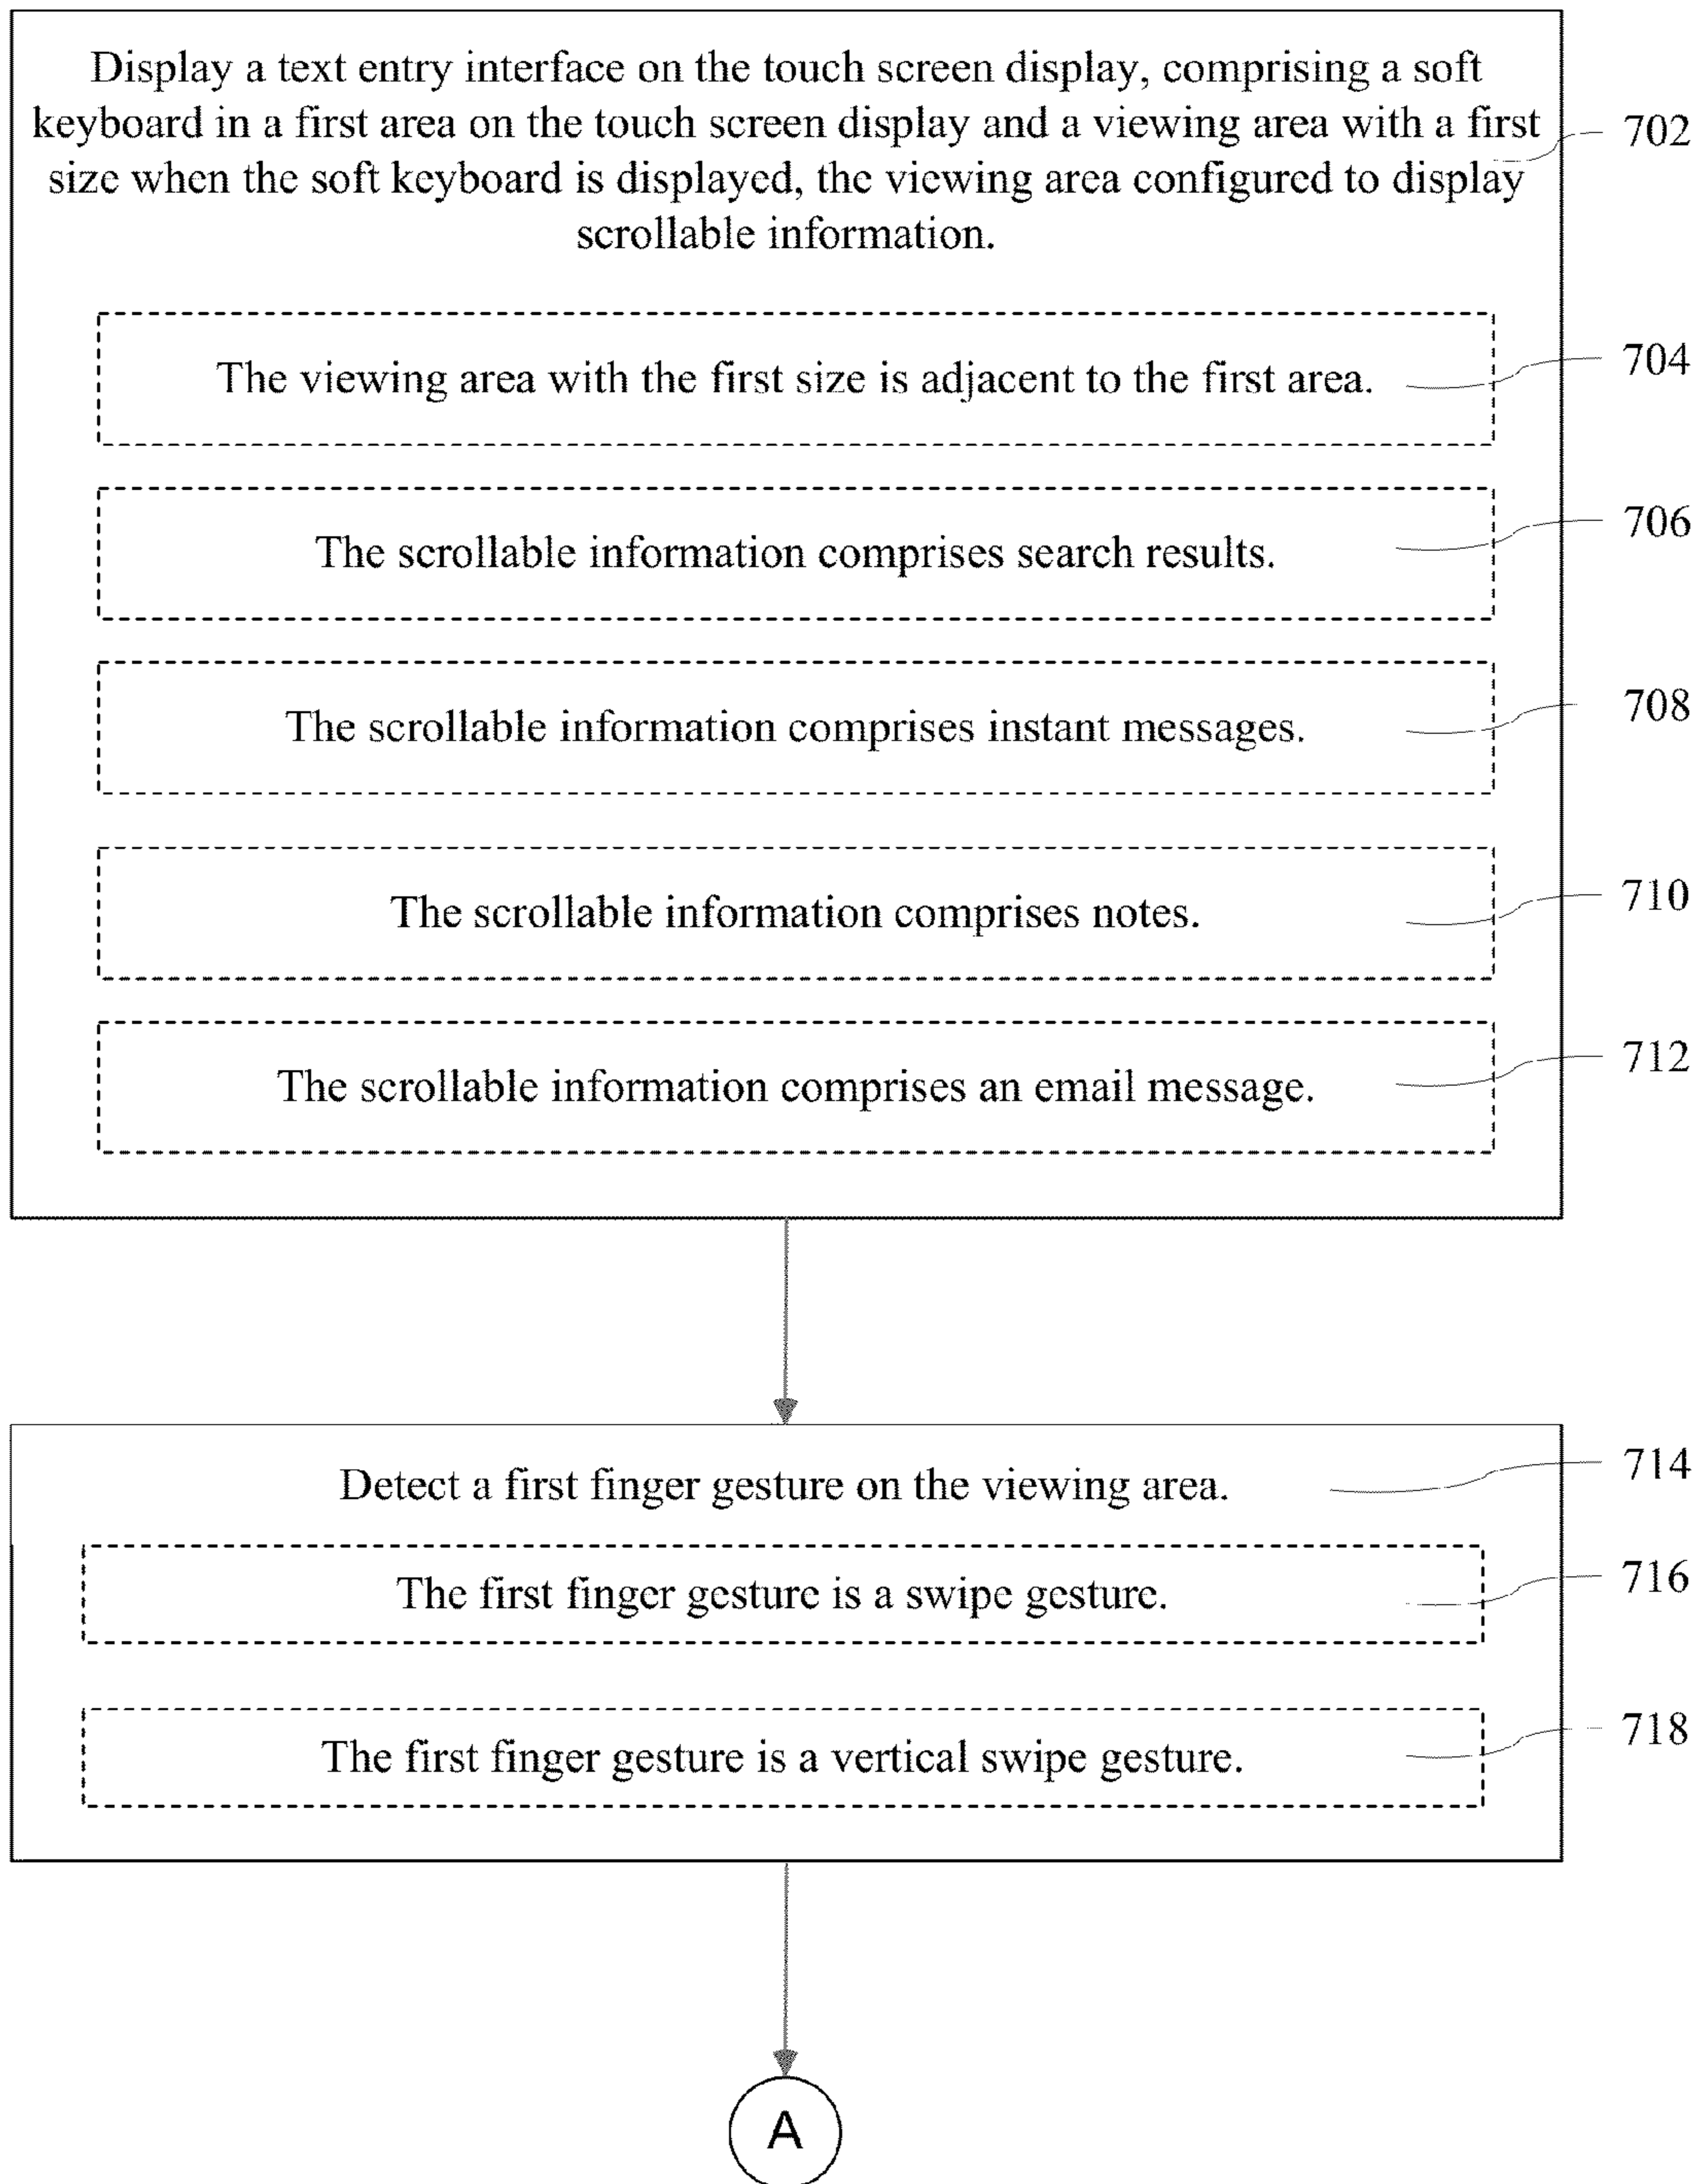 Display a text entry interface on the touch screen display, comprising a soft
keyboard in a first area on the touch screen display and a viewing area with a first
size when the soft keyboard is displayed, the viewing area configured to display
scrollable information.
702
The viewing area with the first size is adjacent to the first area.
704
The scrollable information comprises search results.
706
The scrollable information comprises instant messages.
708
The scrollable information comprises notes.
710
The scrollable information comprises an email message.
712
Detect a first finger gesture on the viewing area.
714
The first finger gesture is a swipe gesture.
716
The first finger gesture is a vertical swipe gesture.
718
A